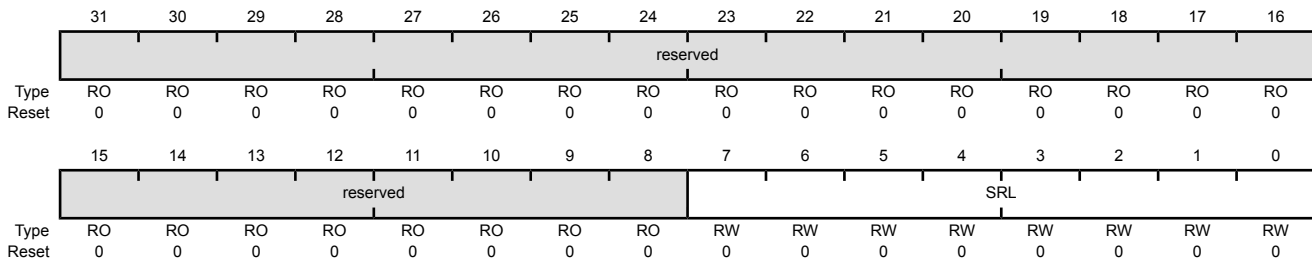 31 30 29 28 27 26 25 24 23 22 21 20 19 18 17 16
reserved
Type RO RO RO RO RO RO RO RO RO RO RO RO RO RO RO RO
Reset 0 0 0 0 0 0 0 0 0 0 0 0 0 0 0 0
15 14 13 12 11 10 9 8 7 6 5 4 3 2 1 0
reserved SRL
Type RO RO RO RO RO RO RO RO RW RW RW RW RW RW RW RW
Reset 0 0 0 0 0 0 0 0 0 0 0 0 0 0 0 0